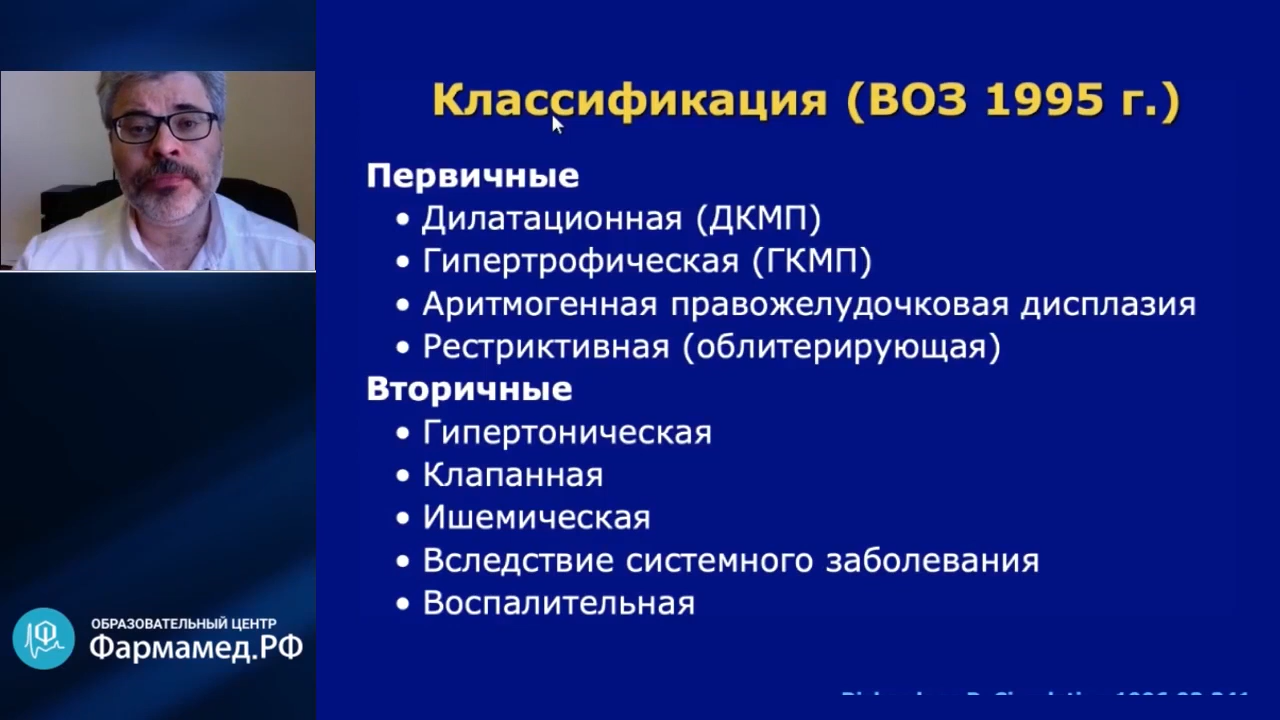 Классификация (ВОЗ 1995 г.)
Первичные
• Дилатационная (ДКМП)
• Гипертрофическая (ГКМП)
• Аритмогенная правожелудочковая дисплазия
• Рестриктивная (облитерирующая)
Вторичные
• Гипертоническая
• Клапанная
• Ишемическая
• Вследствие системного заболевания
• Воспалительная
ОБРАЗОВАТЕЛЬНЫЙ ЦЕНТР
Фармамед.РФ